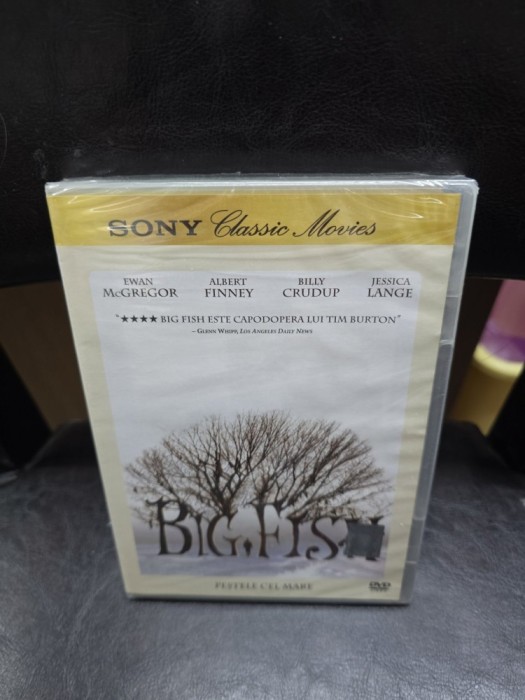 SONY Classic Movies
EWAN McGREGOR ALBERT FINNEY BILLY CRUDUP JESSICA LANGE
"★★★★ BIG FISH ESTE CAPODOPERA LUI TIM BURTON"
– GLENN WHIPP, LOS ANGELES DAILY NEWS
BIG FISH
PEȘTELE CEL MARE
DVD